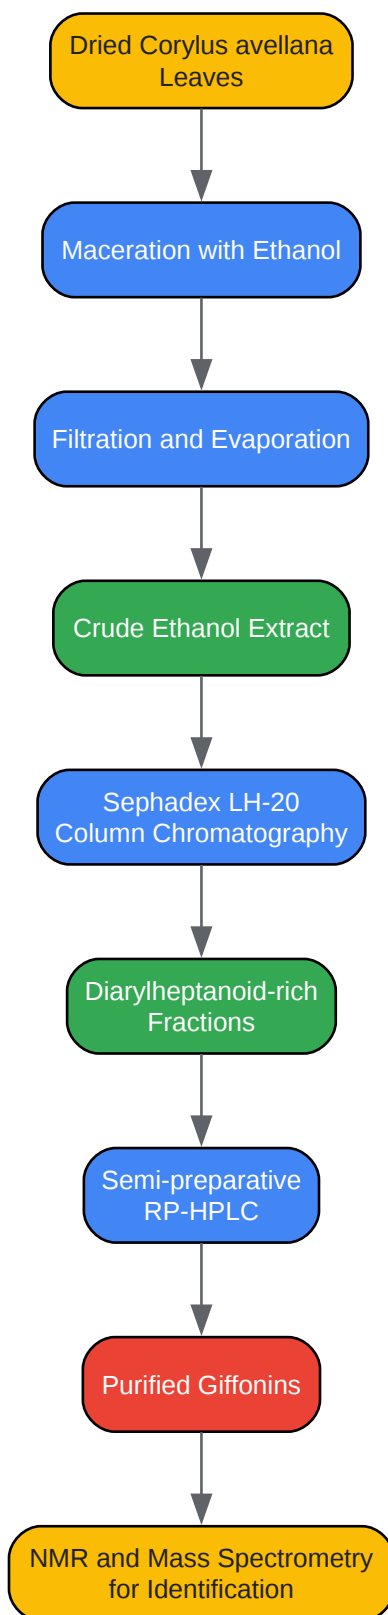 Dried Corylus avellana
Leaves
Maceration with Ethanol
Filtration and Evaporation
Crude Ethanol Extract
Sephadex LH-20
Column Chromatography
Diarylheptanoid-rich
Fractions
Semi-preparative
RP-HPLC
Purified Giffonins
NMR and Mass Spectrometry
for Identification